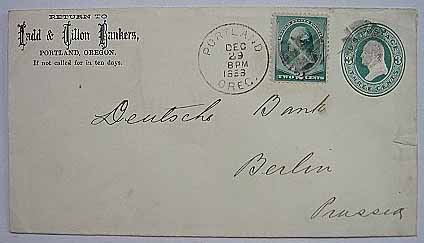 RETURN TO
Ladd & Tilton Bankers,
PORTLAND, OREGON.
If not called for in ten days.
PORTLAND
DEC
29
8PM
OREG.
TWO CENTS
THREE CENTS
Deutsche Bank
Berlin
Prussia